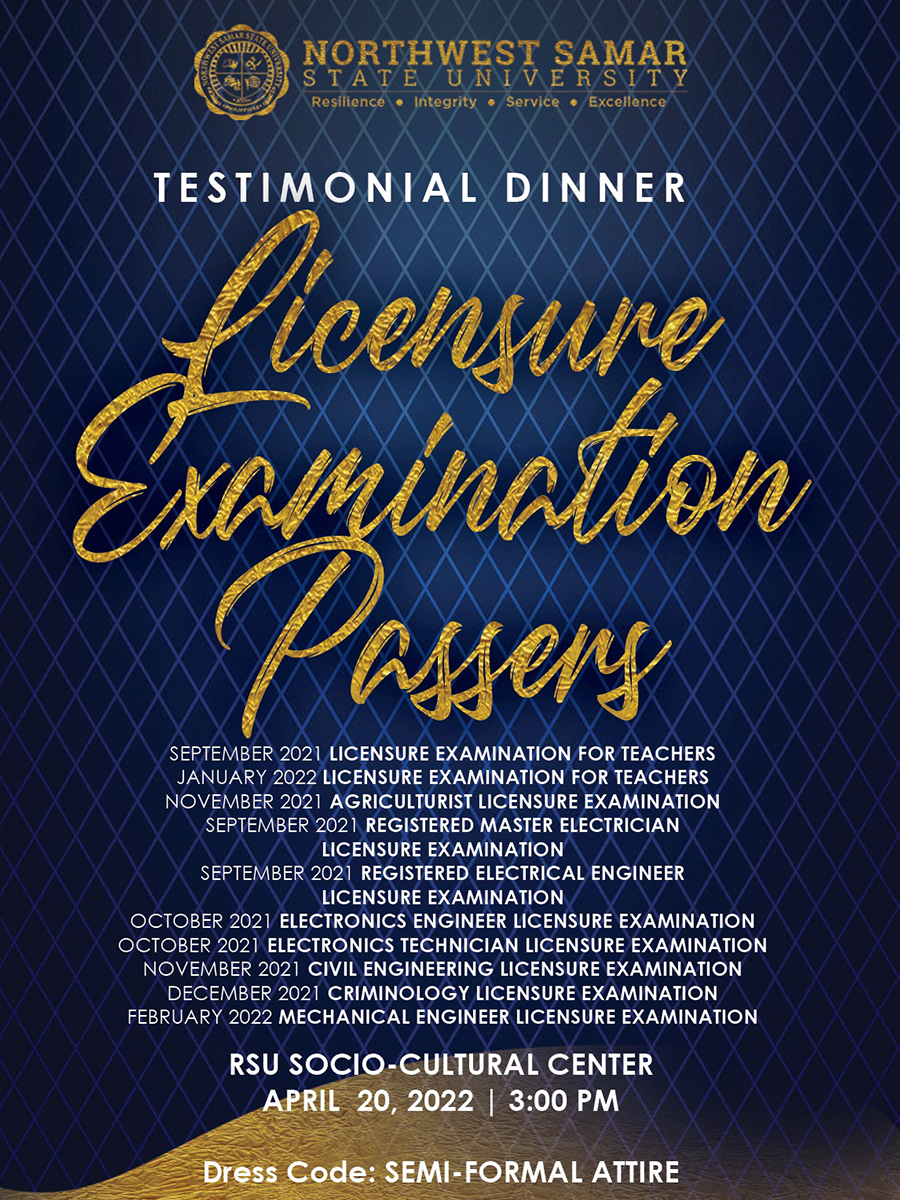 NORTHWEST SAMAR
STATE UNIVERSITY
Resilience • Integrity • Service • Excellence
TESTIMONIAL DINNER
Licensure
Examination
Passers
SEPTEMBER 2021 LICENSURE EXAMINATION FOR TEACHERS
JANUARY 2022 LICENSURE EXAMINATION FOR TEACHERS
NOVEMBER 2021 AGRICULTURIST LICENSURE EXAMINATION
SEPTEMBER 2021 REGISTERED MASTER ELECTRICIAN
LICENSURE EXAMINATION
SEPTEMBER 2021 REGISTERED ELECTRICAL ENGINEER
LICENSURE EXAMINATION
OCTOBER 2021 ELECTRONICS ENGINEER LICENSURE EXAMINATION
OCTOBER 2021 ELECTRONICS TECHNICIAN LICENSURE EXAMINATION
NOVEMBER 2021 CIVIL ENGINEERING LICENSURE EXAMINATION
DECEMBER 2021 CRIMINOLOGY LICENSURE EXAMINATION
FEBRUARY 2022 MECHANICAL ENGINEER LICENSURE EXAMINATION
RSU SOCIO-CULTURAL CENTER
APRIL 20, 2022 | 3:00 PM
Dress Code: SEMI-FORMAL ATTIRE